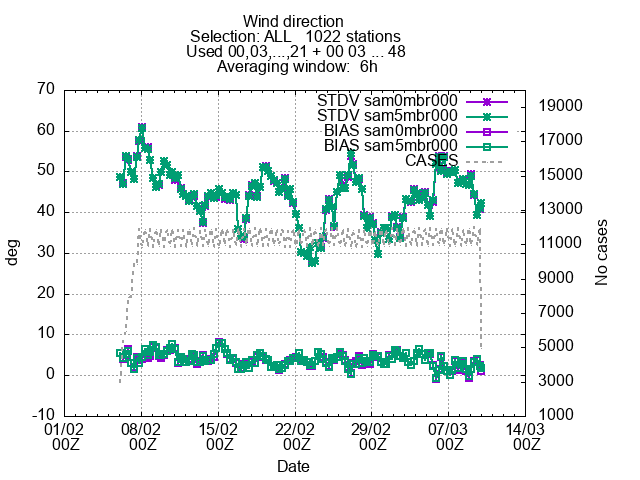 Wind direction
Selection: ALL   1022 stations
Used 00,03,...,21 + 00 03 ... 48
Averaging window:  6h
STDV sam0mbr000
STDV sam5mbr000
BIAS sam0mbr000
BIAS sam5mbr000
CASES
70
60
50
40
30
20
10
0
-10
deg
19000
17000
15000
13000
11000
9000
7000
5000
3000
1000
No cases
01/02 08/02 15/02 22/02 29/02 07/03 14/03
00Z 00Z 00Z 00Z 00Z 00Z 00Z
Date